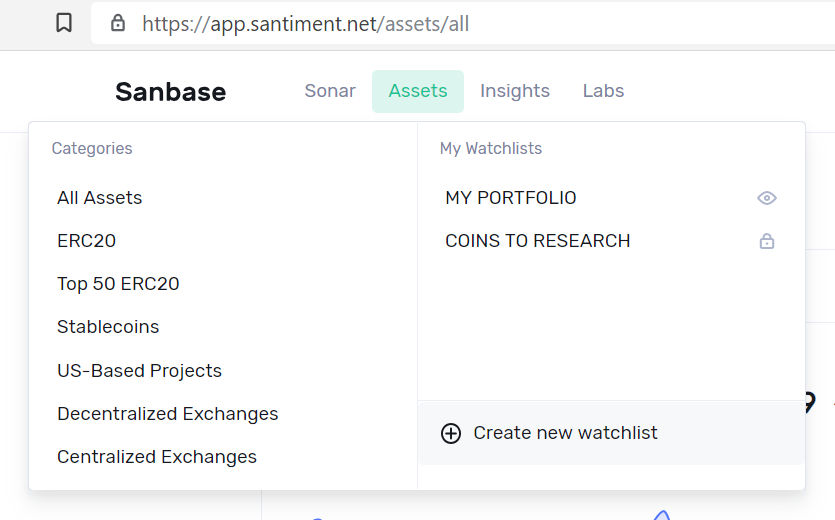 https://app.santiment.net/assets/all
Sanbase
Sonar
Assets
Insights
Labs
Categories
All Assets
ERC20
Top 50 ERC20
Stablecoins
US-Based Projects
Decentralized Exchanges
Centralized Exchanges
My Watchlists
MY PORTFOLIO
COINS TO RESEARCH
Create new watchlist
9